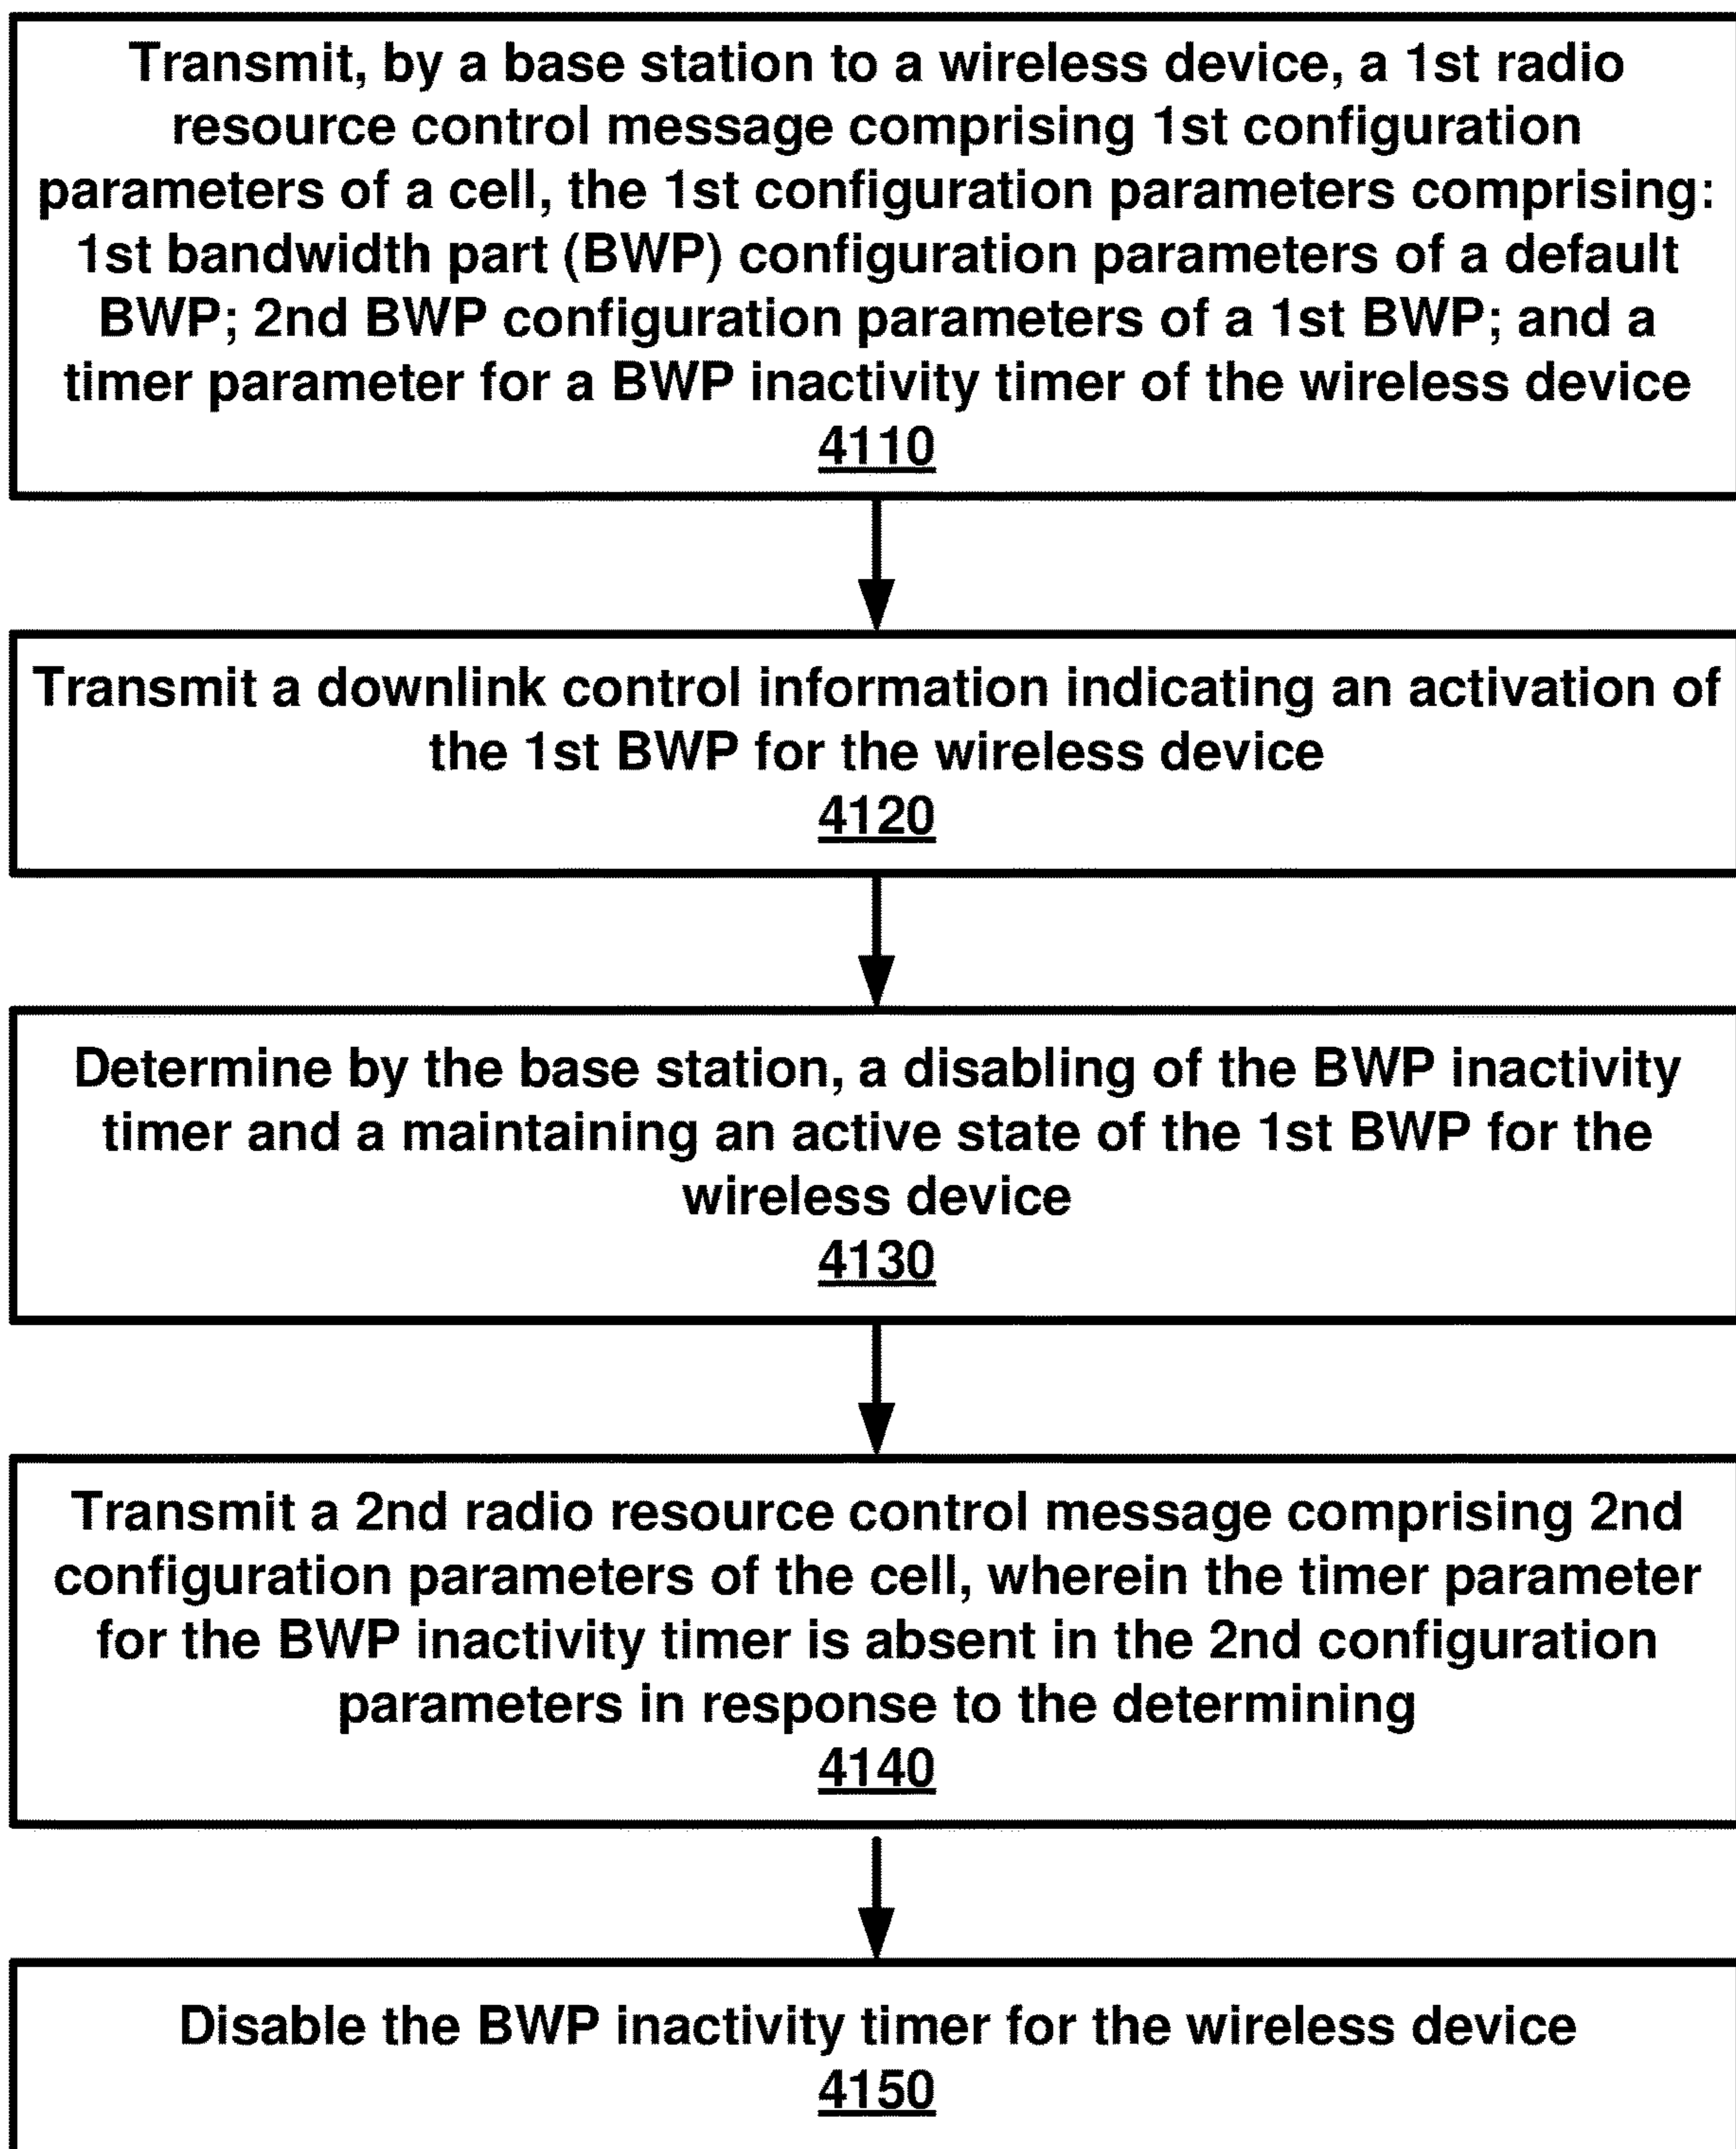 Transmit, by a base station to a wireless device, a 1st radio
resource control message comprising 1st configuration
parameters of a cell, the 1st configuration parameters comprising:
1st bandwidth part (BWP) configuration parameters of a default
BWP; 2nd BWP configuration parameters of a 1st BWP; and a
timer parameter for a BWP inactivity timer of the wireless device
4110
Transmit a downlink control information indicating an activation of
the 1st BWP for the wireless device
4120
Determine by the base station, a disabling of the BWP inactivity
timer and a maintaining an active state of the 1st BWP for the
wireless device
4130
Transmit a 2nd radio resource control message comprising 2nd
configuration parameters of the cell, wherein the timer parameter
for the BWP inactivity timer is absent in the 2nd configuration
parameters in response to the determining
4140
Disable the BWP inactivity timer for the wireless device
4150